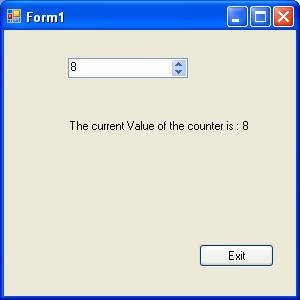 Form1
8
The current Value of the counter is : 8
Exit